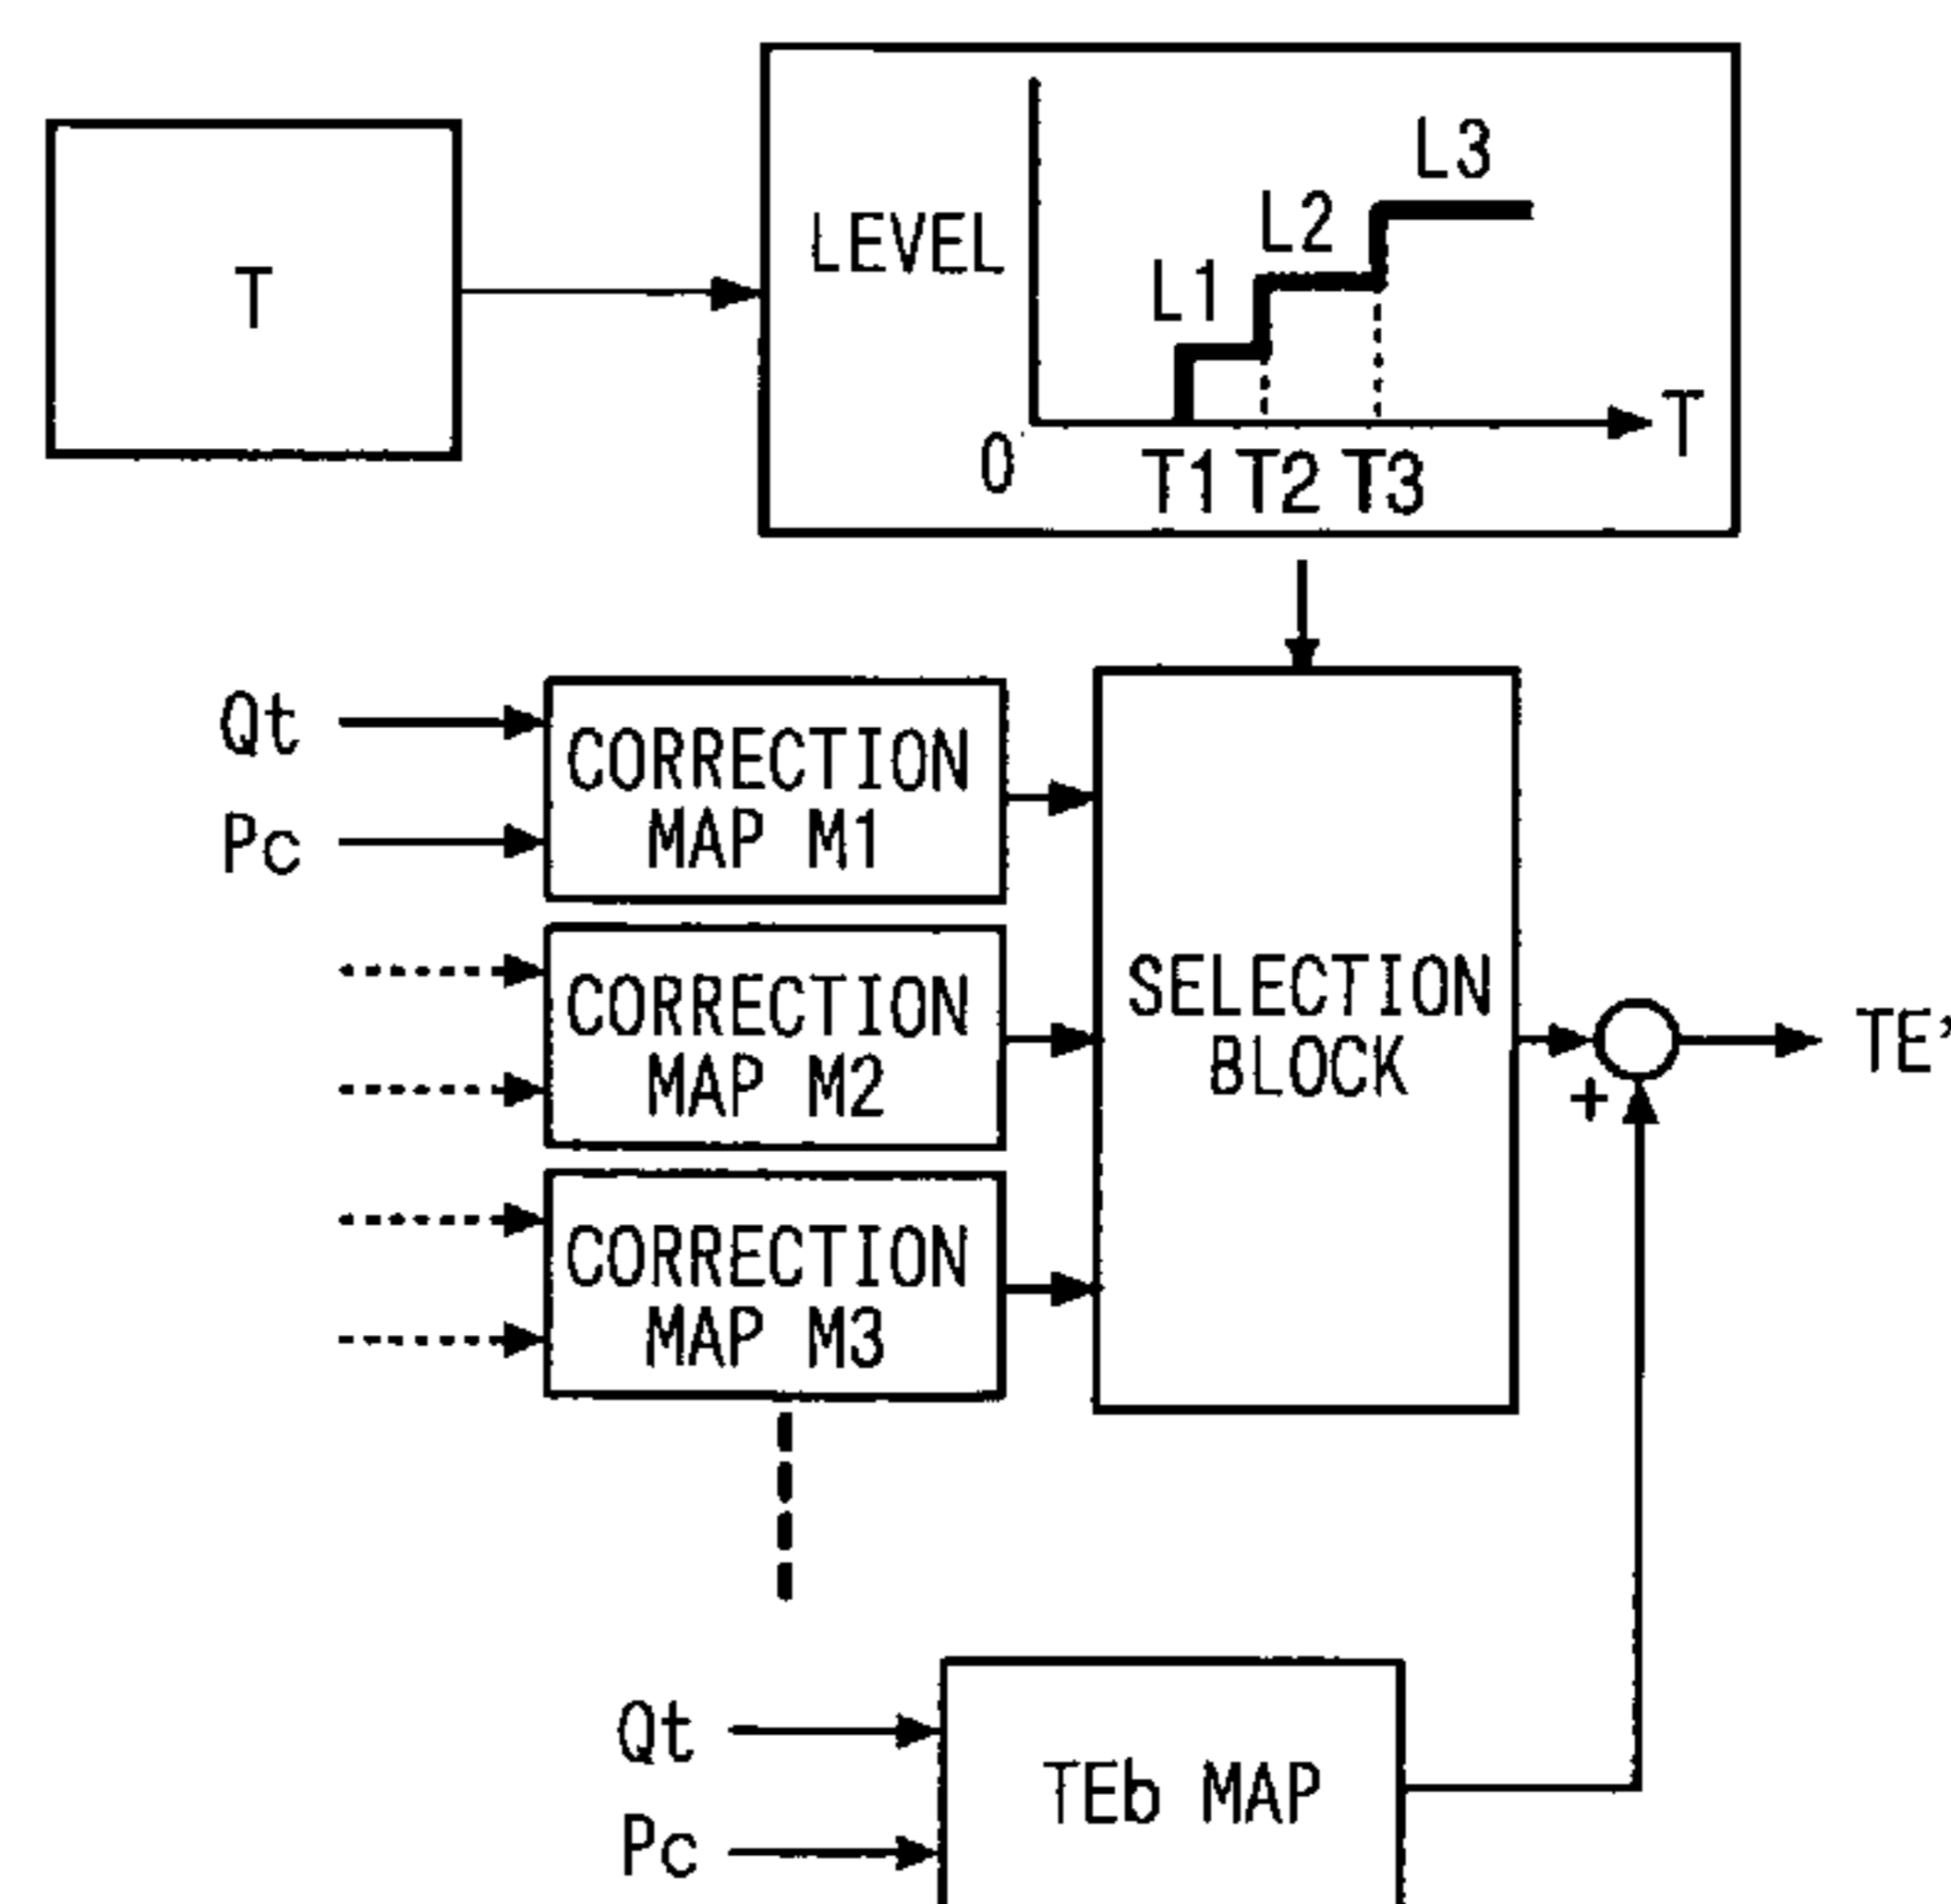 T
LEVEL
L1
L2
L3
0
T1 T2 T3
T
Qt
Pc
CORRECTION
MAP M1
CORRECTION
MAP M2
CORRECTION
MAP M3
SELECTION
BLOCK
+
TE'
Qt
Pc
TEb MAP